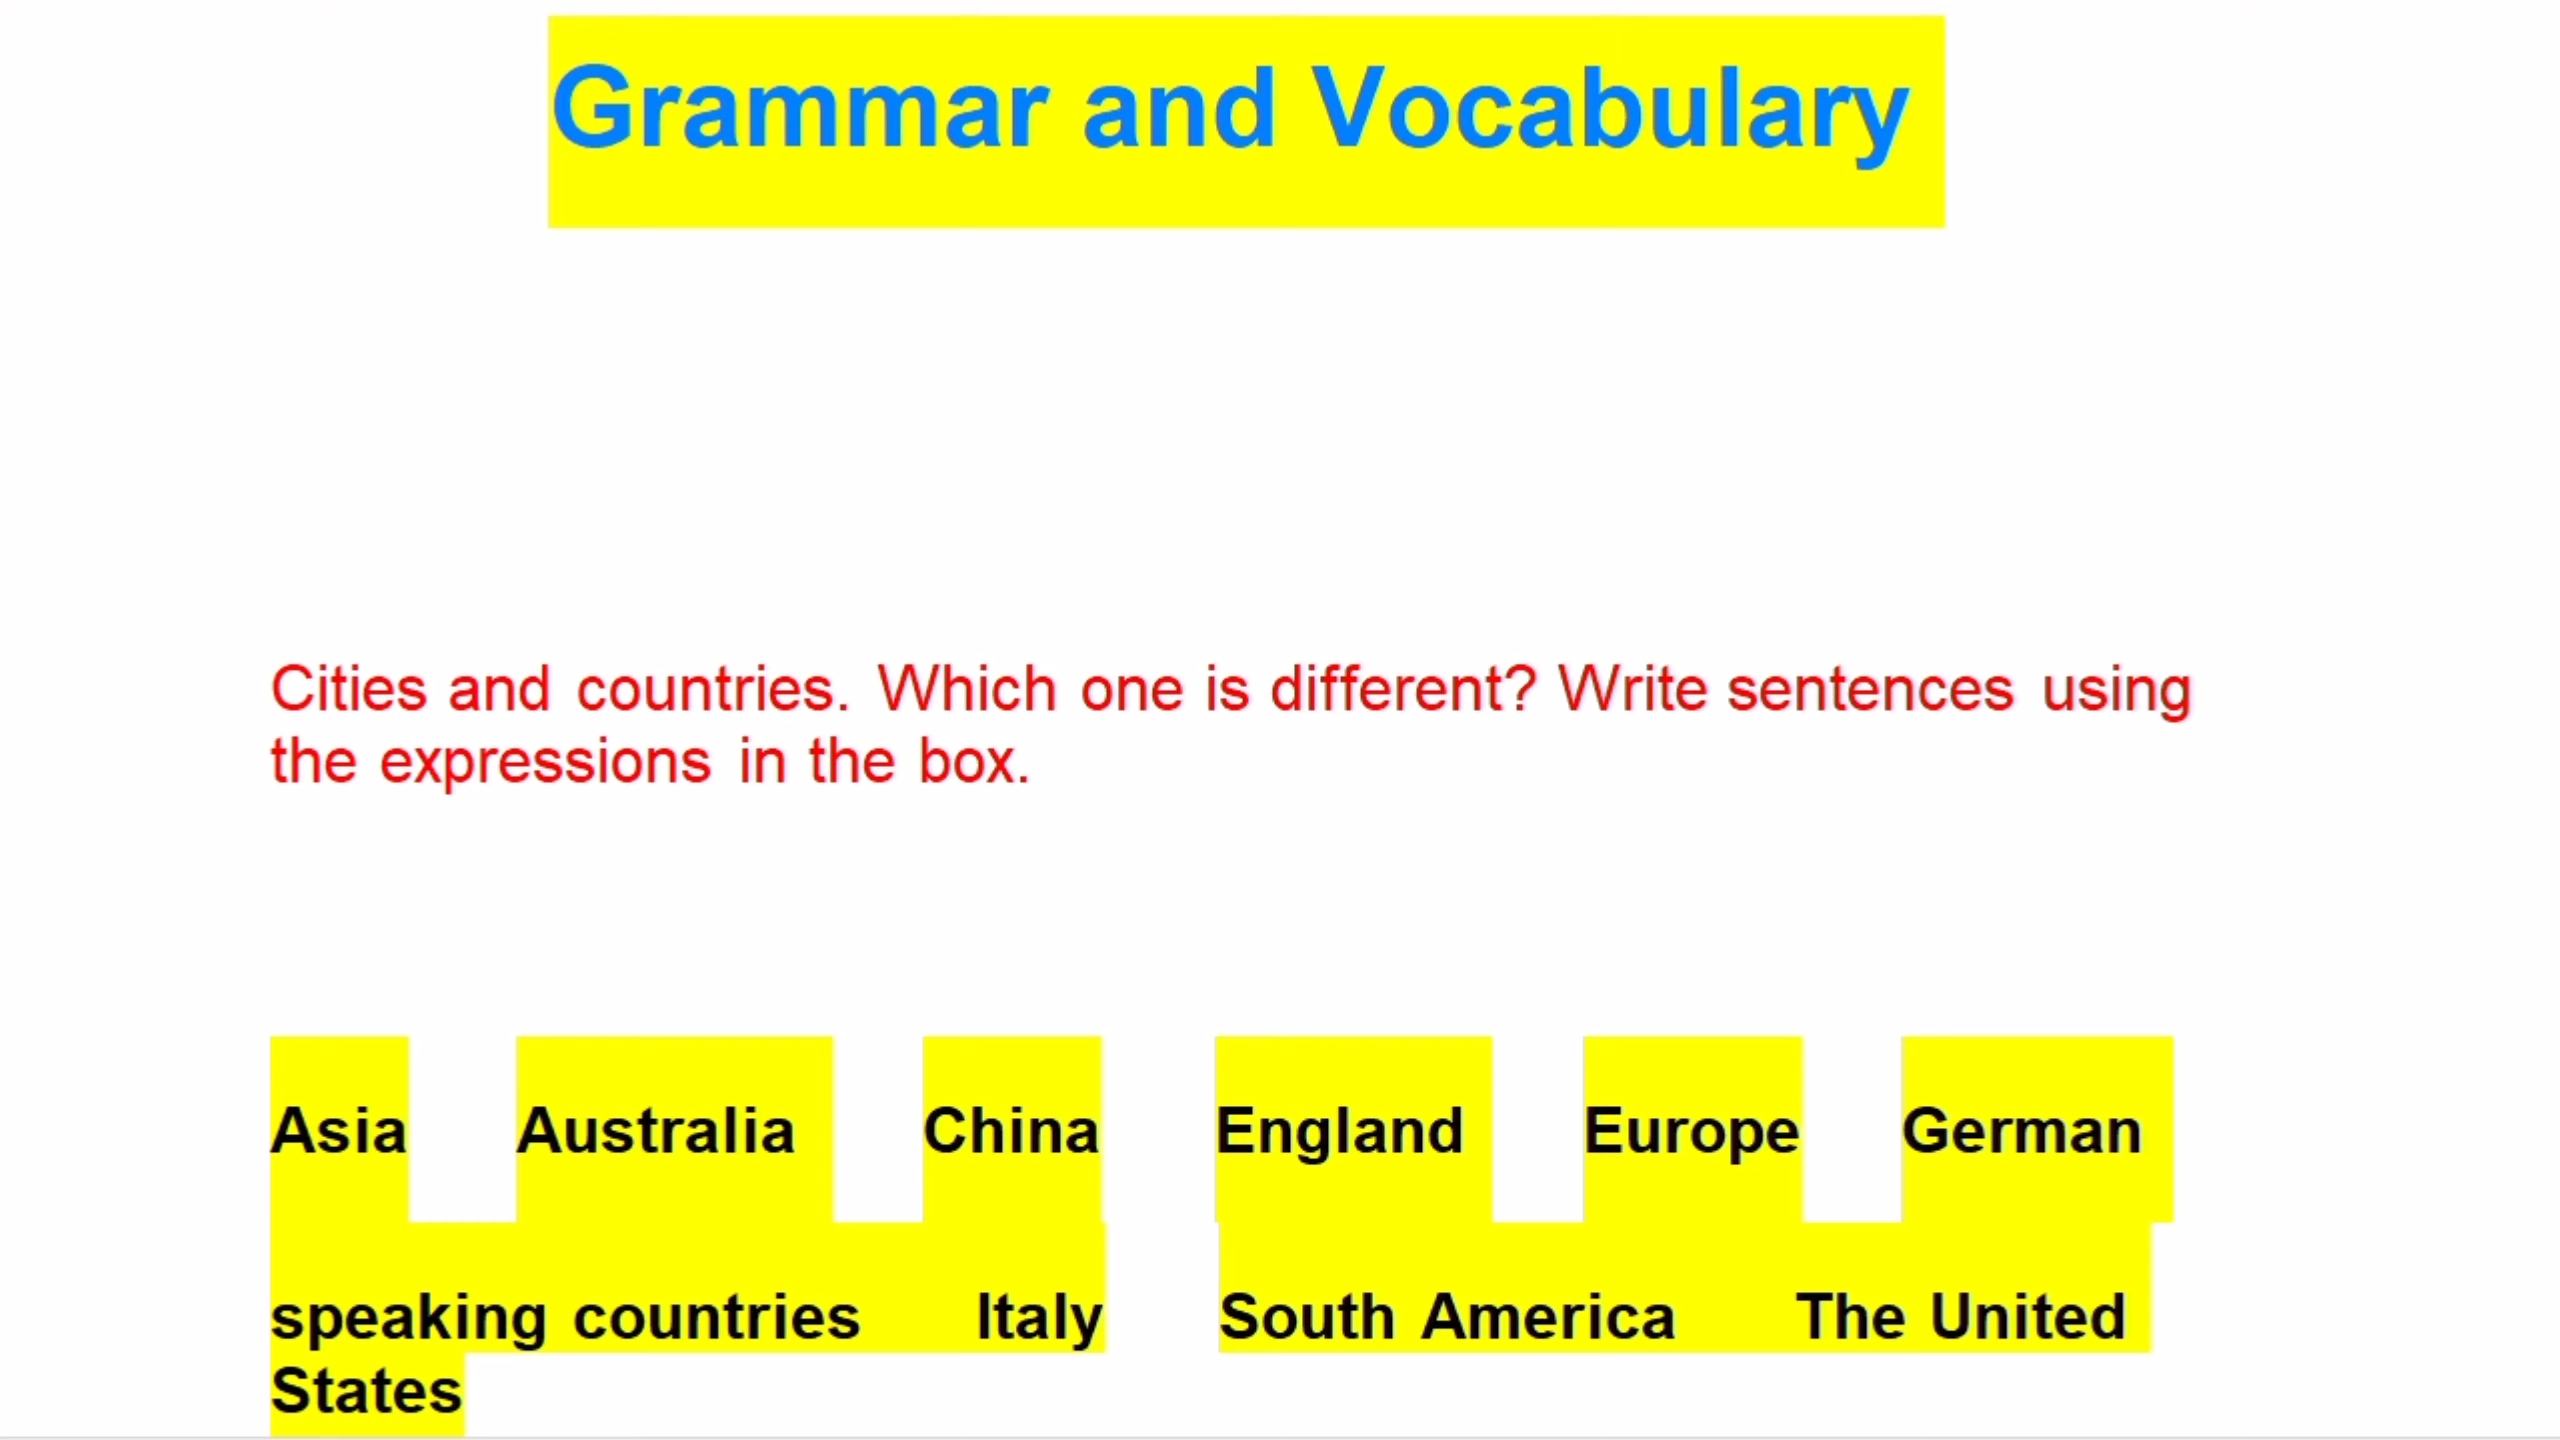 Grammar and Vocabulary
Cities and countries. Which one is different? Write sentences using
the expressions in the box.
Asia Australia China England Europe German
speaking countries Italy South America The United
States